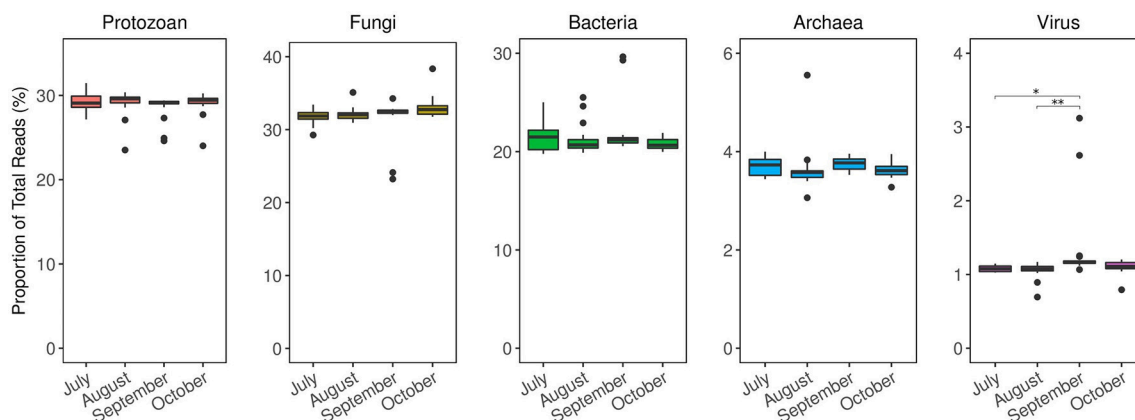 Protozoan
Fungi
Bacteria
Archaea
Virus
Proportion of Total Reads (%)
30
20
10
0
July
August
September
October
40
30
20
10
0
July
August
September
October
30
20
10
0
July
August
September
October
6
4
2
0
July
August
September
October
4
3
2
1
0
*
**
July
August
September
October